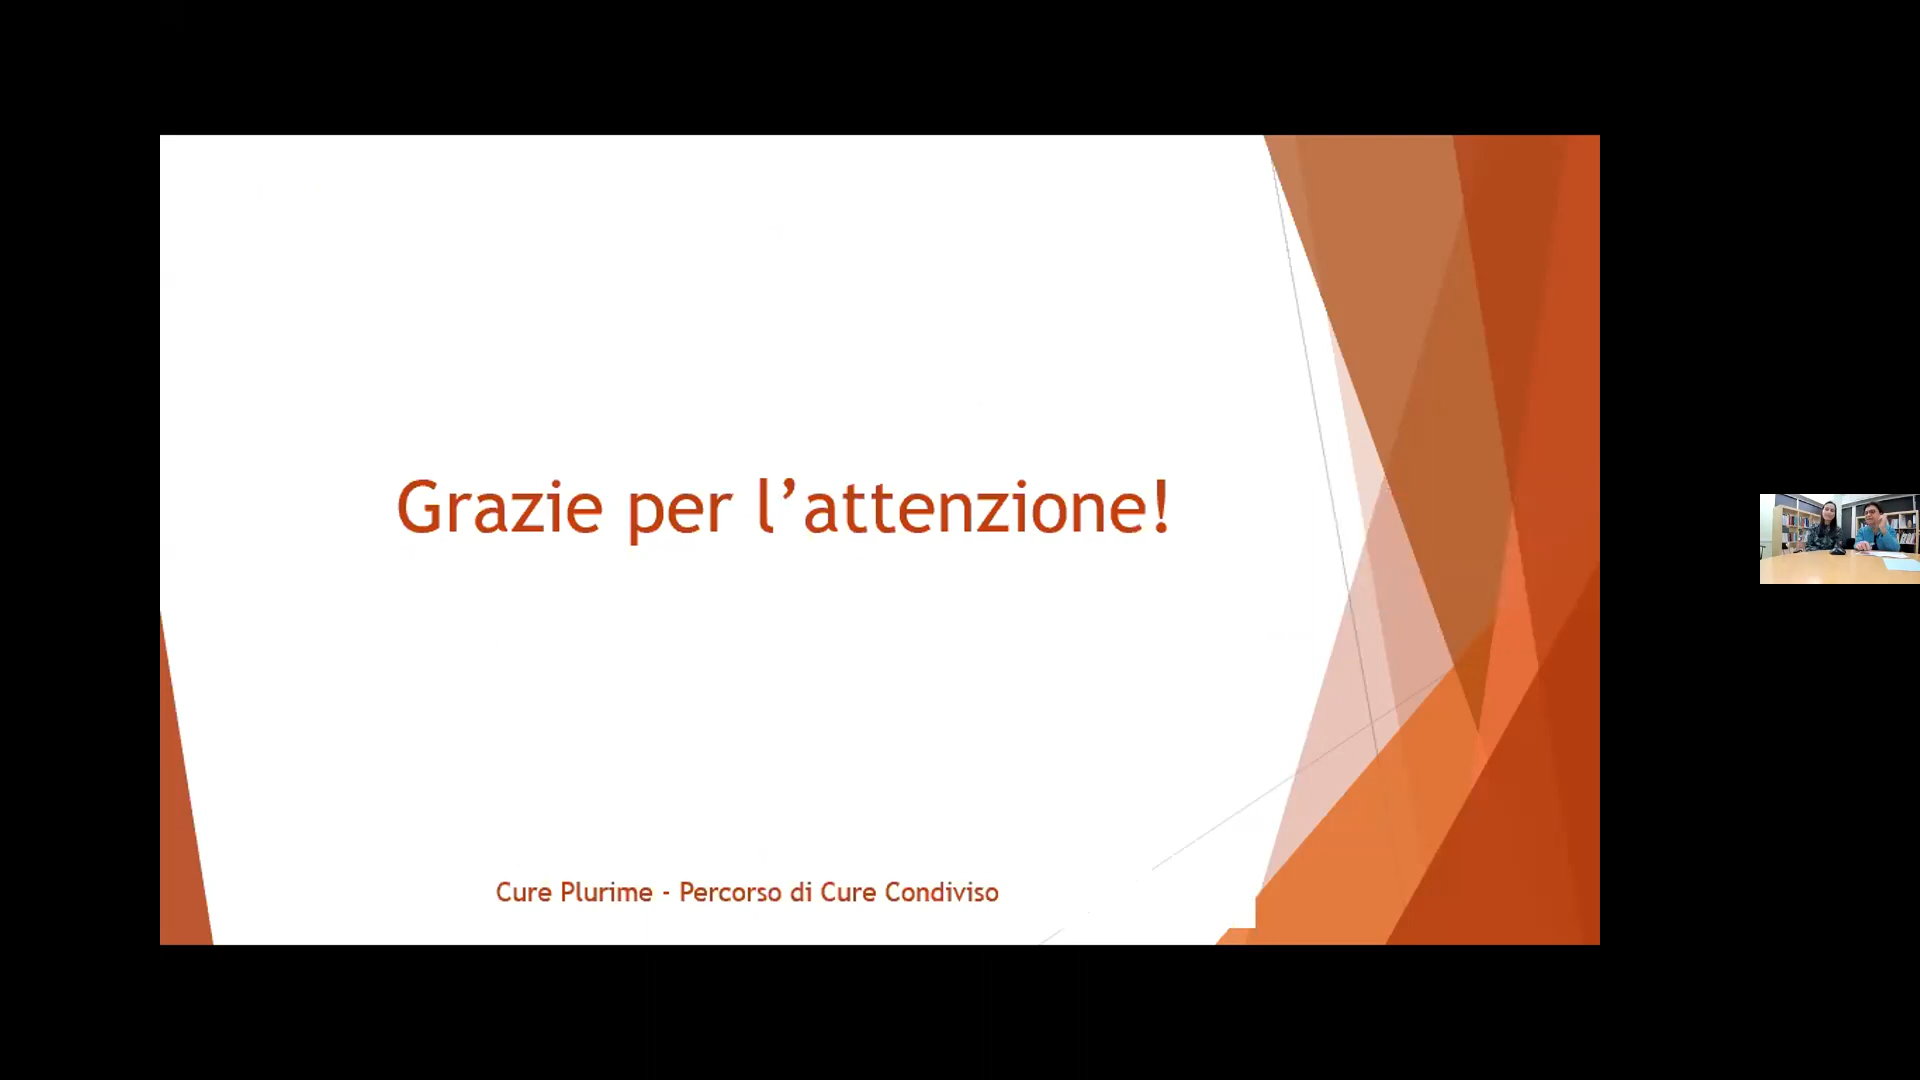 Grazie per l’attenzione!
Cure Plurime - Percorso di Cure Condiviso